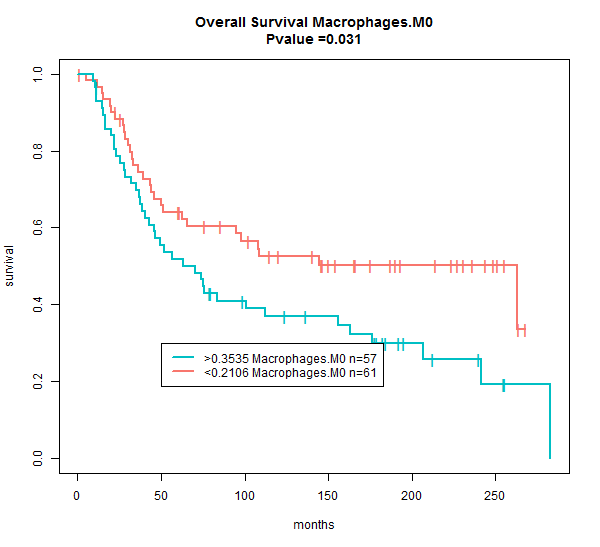 Overall Survival Macrophages.M0
Pvalue =0.031
survival
1.0
0.8
0.6
0.4
0.2
0.0
>0.3535 Macrophages.M0 n=57
<0.2106 Macrophages.M0 n=61
0 50 100 150 200 250
months